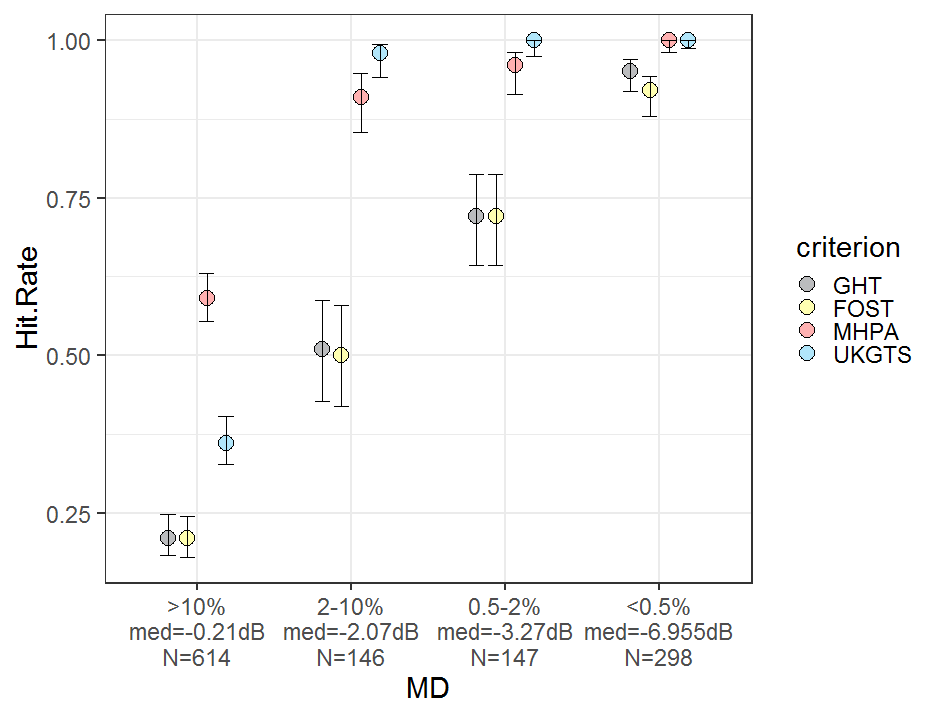 1.00
0.75
0.50
0.25
Hit.Rate
>10%
med=-0.21dB
N=614
2-10%
med=-2.07dB
N=146
0.5-2%
med=-3.27dB
N=147
<0.5%
med=-6.955dB
N=298
MD
criterion
GHT
FOST
MHPA
UKGTS